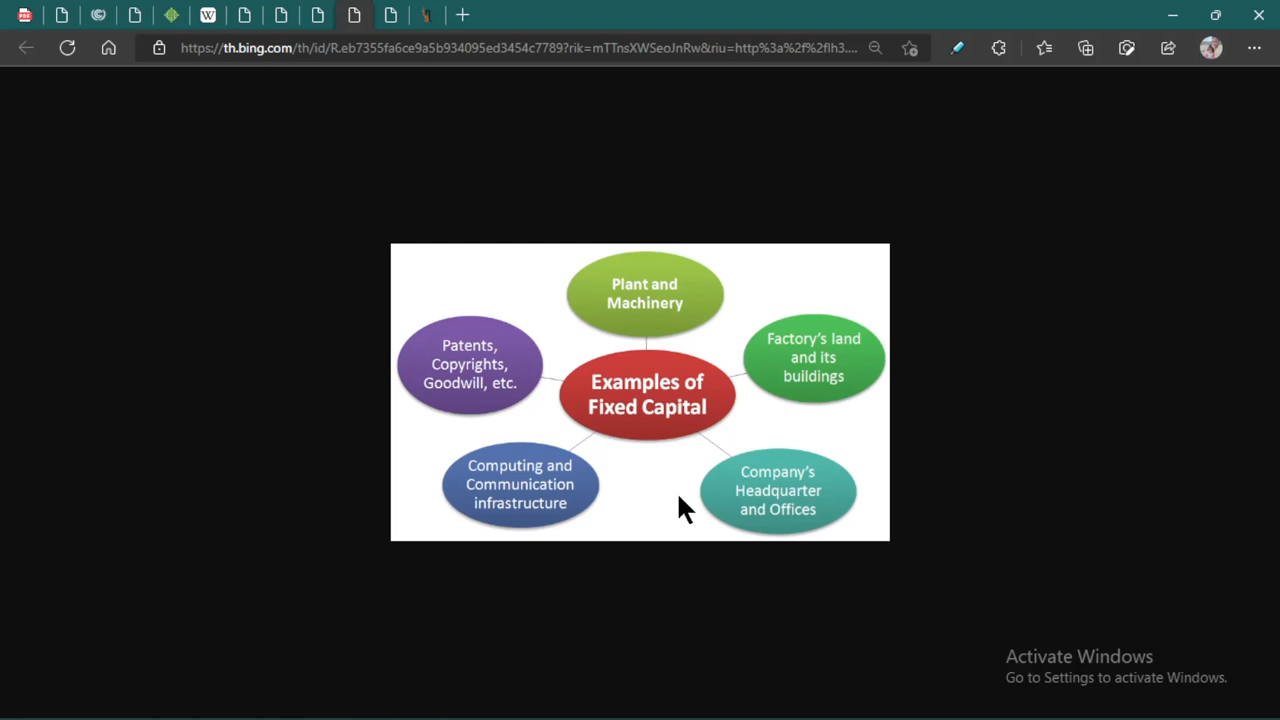 PDF
W
https://th.bing.com/th/id/R.eb7355fa6ce9a5b934095ed3454c7789?rik=mTTnsXWSeoJnRw&riu=http%3a%2f%2flh3....
Plant and
Machinery
Patents,
Copyrights,
Goodwill, etc.
Factory's land
and its
buildings
Examples of
Fixed Capital
Computing and
Communication
infrastructure
Company's
Headquarter
and Offices
Activate Windows
Go to Settings to activate Windows.